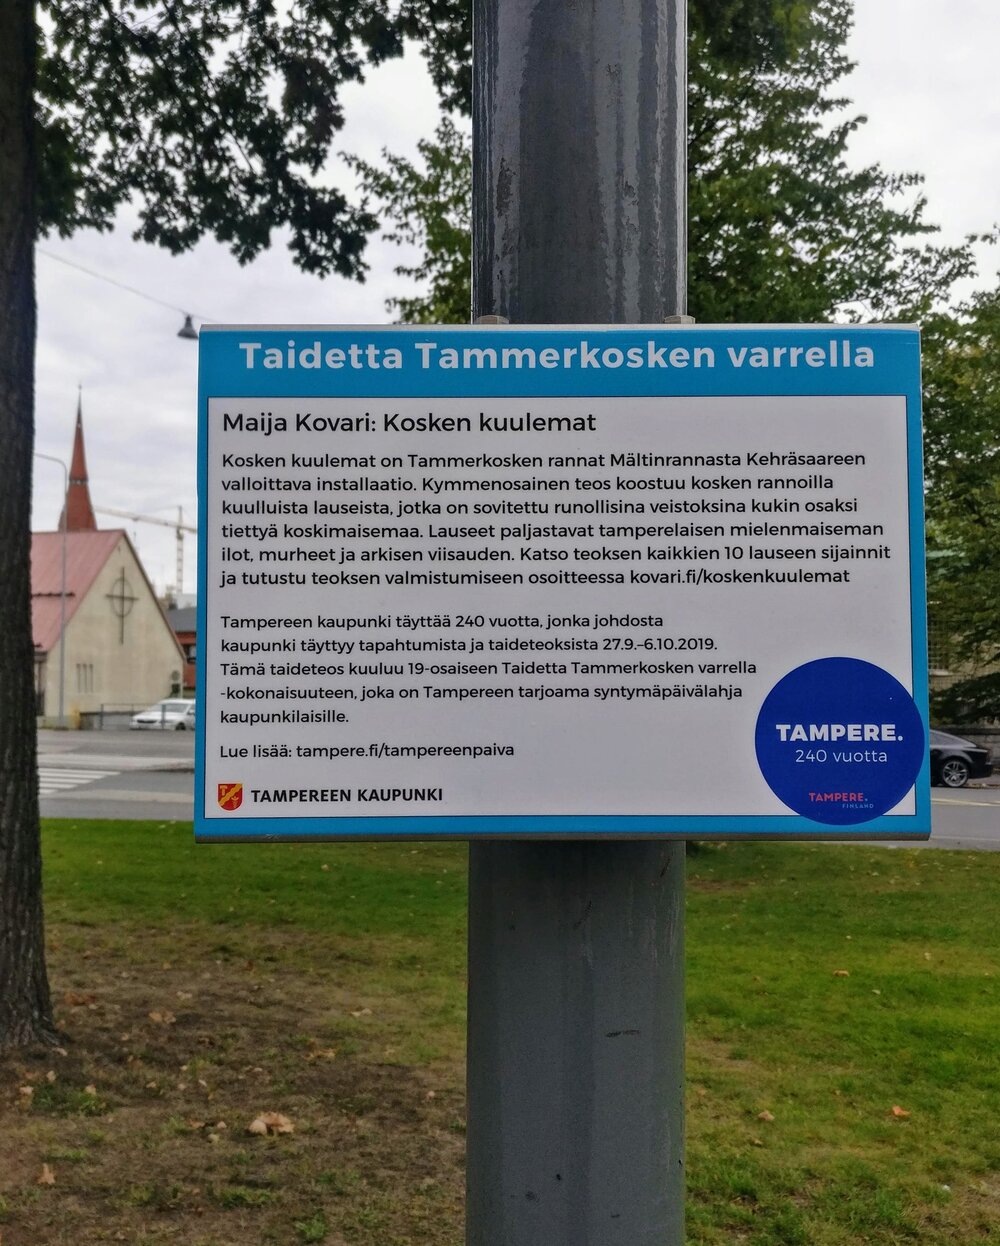 Taidetta Tammerkosken varrella
Maija Kovari: Kosken kuulemat
Kosken kuulemat on Tammerkosken rannat Mältinrannasta Kehräsaareen
valloittava installaatio. Kymmenosainen teos koostuu kosken rannoilla
kuulluista lauseista, jotka on sovitettu runollisina veistoksina kukin osaksi
tiettyä koskimaisemaa. Lauseet paljastavat tamperelaisen mielenmaiseman
ilot, murheet ja arkisen viisauden. Katso teoksen kaikkien 10 lauseen sijainnit
ja tutustu teoksen valmistumiseen osoitteessa kovari.fi/koskenkuulemat
Tampereen kaupunki täyttää 240 vuotta, jonka johdosta
kaupunki täyttyy tapahtumista ja taideteoksista 27.9.–6.10.2019.
Tämä taideteos kuuluu 19-osaiseen Taidetta Tammerkosken varrella
-kokonaisuuteen, joka on Tampereen tarjoama syntymäpäivälahja
kaupunkilaisille.
Lue lisää: tampere.fi/tampereenpaiva
TAMPEREEN KAUPUNKI
TAMPERE.
240 vuotta
TAMPERE.
FINLAND